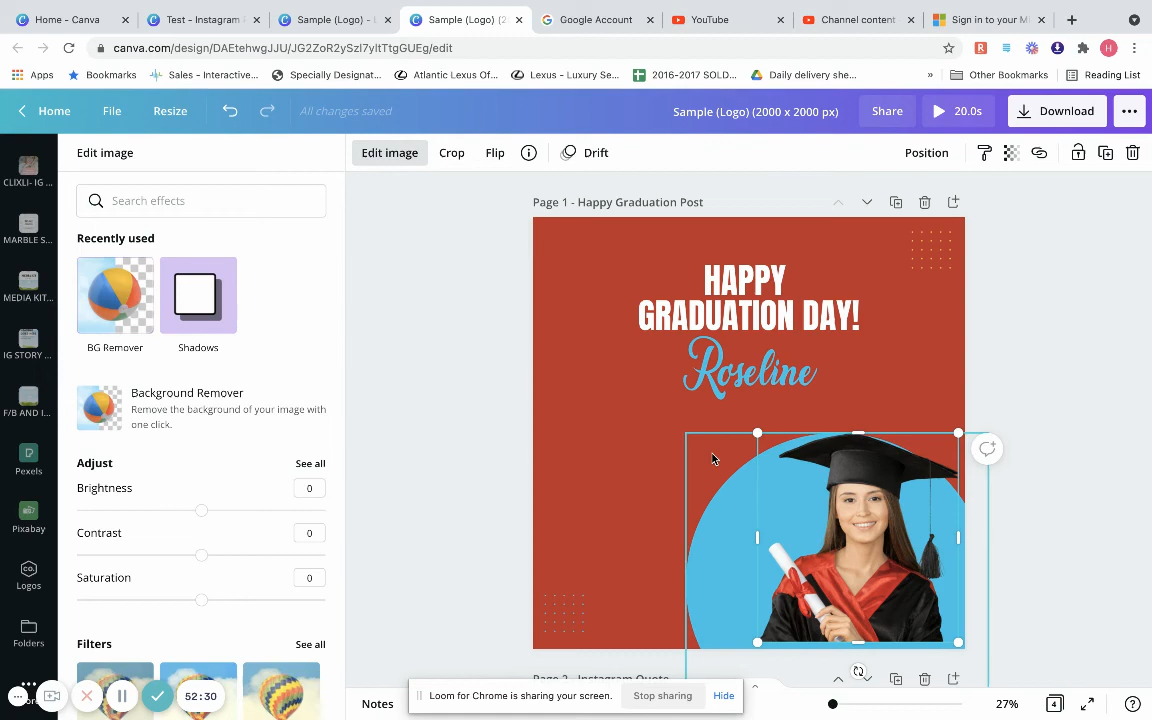 Home - Canva
Test - Instagram
Sample (Logo) -
Sample (Logo) (2
Google Account
YouTube
Channel content
Sign in to your M
canva.com/design/DAEtehwgJJU/JG2ZoR2ySzl7yltTtgGUEg/edit
R
H
Apps
Bookmarks
Sales - Interactive...
Specially Designat...
Atlantic Lexus Of...
Lexus - Luxury Se...
2016-2017 SOLD...
Daily delivery she...
»
Other Bookmarks
Reading List
Home
File
Resize
All changes saved
Sample (Logo) (2000 x 2000 px)
Share
20.0s
Download
Edit image
Edit image
Crop
Flip
Drift
Position
CLIXLI- IG ...
MARBLE S...
MEDIA KIT...
IG STORY ...
F/B AND I...
Pexels
Pixabay
CO.
Logos
Folders
Search effects
Recently used
BG Remover
Shadows
Background Remover
Remove the background of your image with
one click.
Adjust
See all
Brightness
0
Contrast
0
Saturation
0
Filters
See all
Page 1 - Happy Graduation Post
HAPPY
GRADUATION DAY!
Roseline
Page 2 - Instagram Quote
52:30
Loom for Chrome is sharing your screen.
Stop sharing
Hide
Notes
27%
4